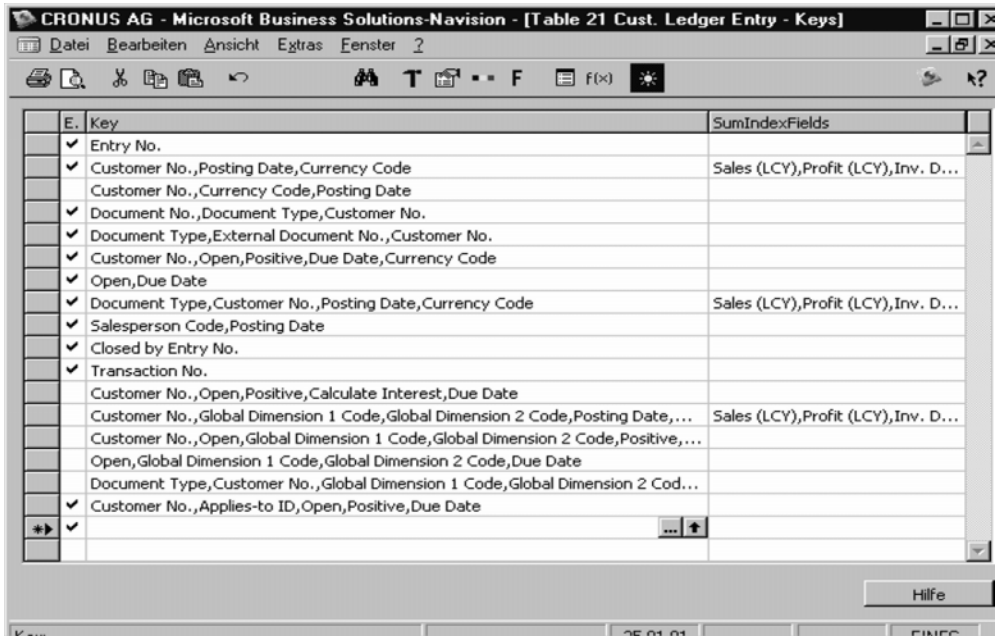 CRONUS AG - Microsoft Business Solutions-Navision - [Table 21 Cust. Ledger Entry - Keys]
Datei Bearbeiten Ansicht Extras Fenster ?
T F f(x) ?
E. Key SumIndexFields
Entry No.
Customer No.,Posting Date,Currency Code Sales (LCY),Profit (LCY),Inv. D...
Customer No.,Currency Code,Posting Date
Document No.,Document Type,Customer No.
Document Type,External Document No.,Customer No.
Customer No.,Open,Positive,Due Date,Currency Code
Open,Due Date
Document Type,Customer No.,Posting Date,Currency Code Sales (LCY),Profit (LCY),Inv. D...
Salesperson Code,Posting Date
Closed by Entry No.
Transaction No.
Customer No.,Open,Positive,Calculate Interest,Due Date
Customer No.,Global Dimension 1 Code,Global Dimension 2 Code,Posting Date,... Sales (LCY),Profit (LCY),Inv. D...
Customer No.,Open,Global Dimension 1 Code,Global Dimension 2 Code,Positive,...
Open,Global Dimension 1 Code,Global Dimension 2 Code,Due Date
Document Type,Customer No.,Global Dimension 1 Code,Global Dimension 2 Cod...
Customer No.,Applies-to ID,Open,Positive,Due Date
...
Hilfe
Key 25.01.01 EINFG